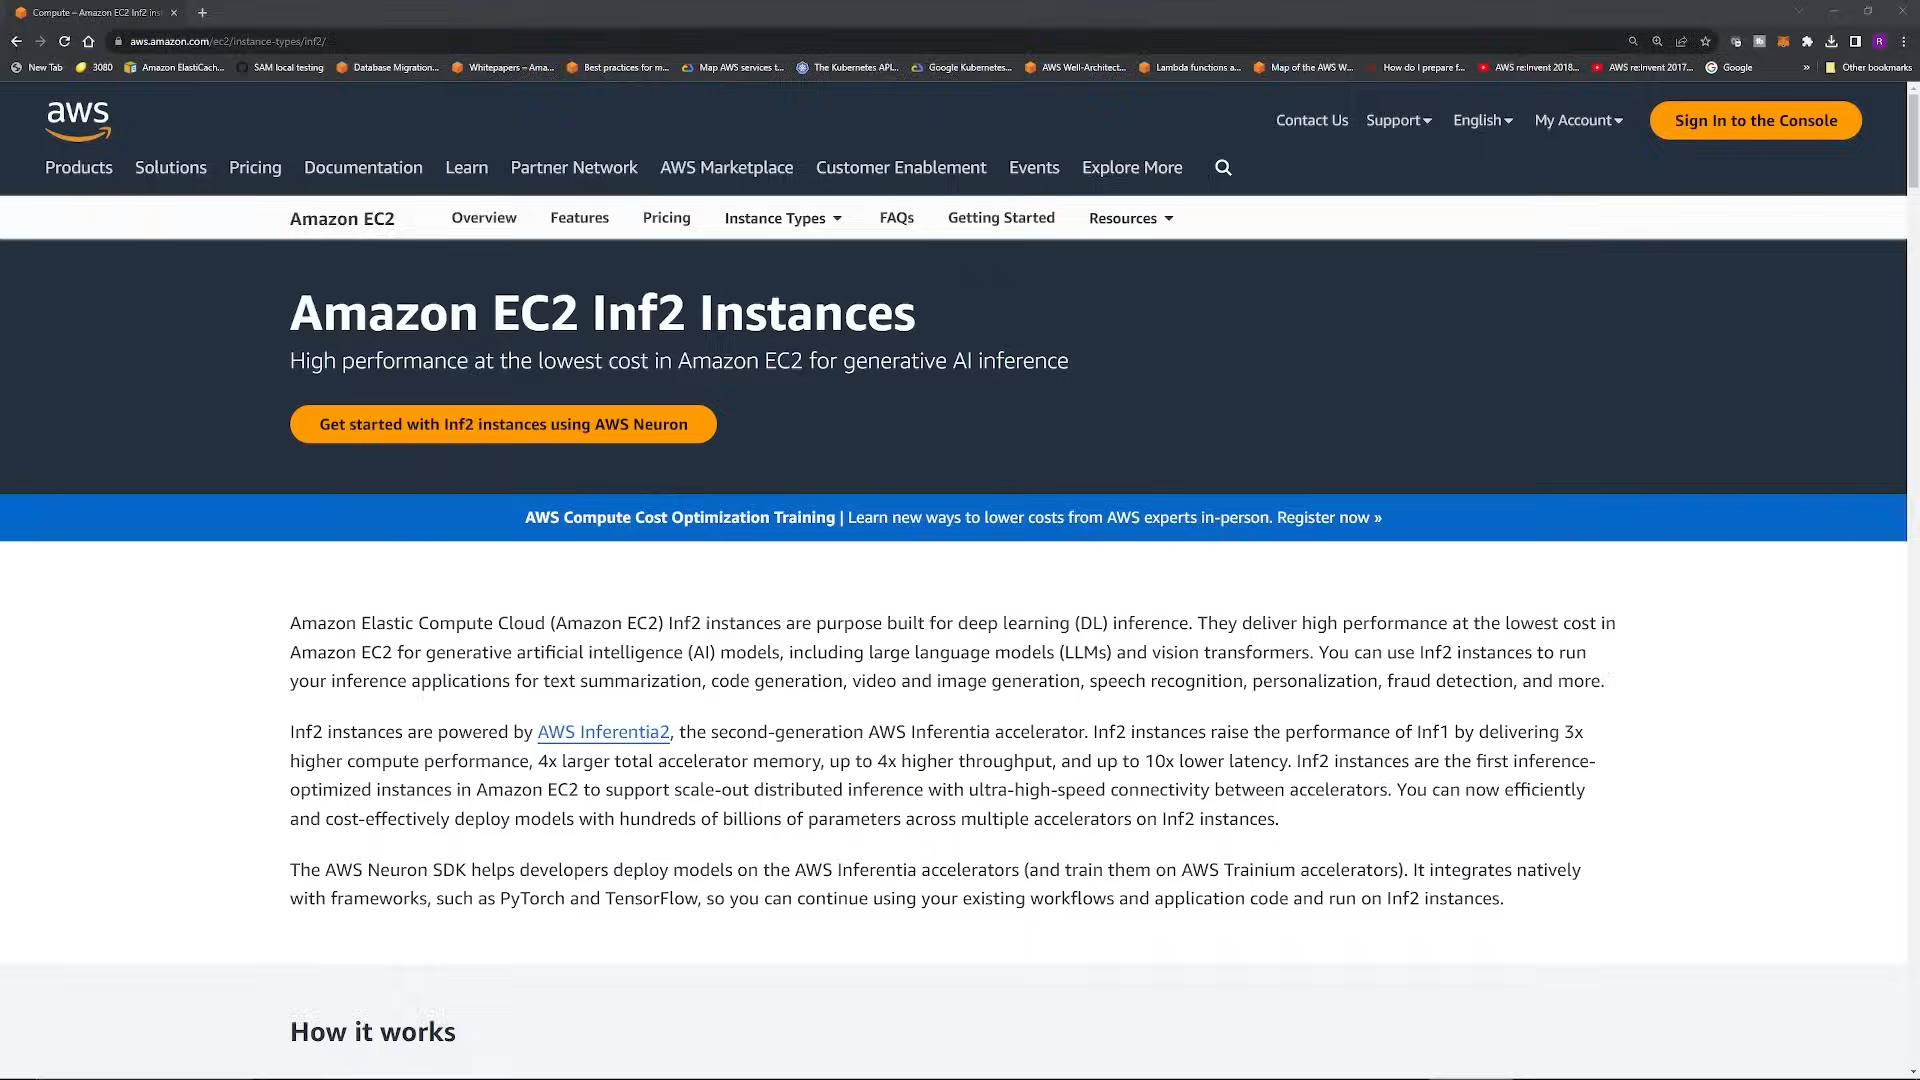 Compute – Amazon EC2 Inf2 ins
aws.amazon.com/ec2/instance-types/inf2/
R
New Tab
3080
Amazon ElastiCach...
SAM local testing
Database Migration...
Whitepapers – Ama...
Best practices for m...
Map AWS services t...
The Kubernetes API...
Google Kubernetes...
AWS Well-Architect...
Lambda functions a...
Map of the AWS W...
How do I prepare f...
AWS re:Invent 2018...
AWS re:Invent 2017...
Google
»
Other bookmarks
aws
Contact Us
Support
English
My Account
Sign In to the Console
Products
Solutions
Pricing
Documentation
Learn
Partner Network
AWS Marketplace
Customer Enablement
Events
Explore More
Amazon EC2
Overview
Features
Pricing
Instance Types
FAQs
Getting Started
Resources
Amazon EC2 Inf2 Instances
High performance at the lowest cost in Amazon EC2 for generative AI inference
Get started with Inf2 instances using AWS Neuron
AWS Compute Cost Optimization Training | Learn new ways to lower costs from AWS experts in-person. Register now »
Amazon Elastic Compute Cloud (Amazon EC2) Inf2 instances are purpose built for deep learning (DL) inference. They deliver high performance at the lowest cost in
Amazon EC2 for generative artificial intelligence (AI) models, including large language models (LLMs) and vision transformers. You can use Inf2 instances to run
your inference applications for text summarization, code generation, video and image generation, speech recognition, personalization, fraud detection, and more.
Inf2 instances are powered by AWS Inferentia2, the second-generation AWS Inferentia accelerator. Inf2 instances raise the performance of Inf1 by delivering 3x
higher compute performance, 4x larger total accelerator memory, up to 4x higher throughput, and up to 10x lower latency. Inf2 instances are the first inference-
optimized instances in Amazon EC2 to support scale-out distributed inference with ultra-high-speed connectivity between accelerators. You can now efficiently
and cost-effectively deploy models with hundreds of billions of parameters across multiple accelerators on Inf2 instances.
The AWS Neuron SDK helps developers deploy models on the AWS Inferentia accelerators (and train them on AWS Trainium accelerators). It integrates natively
with frameworks, such as PyTorch and TensorFlow, so you can continue using your existing workflows and application code and run on Inf2 instances.
How it works